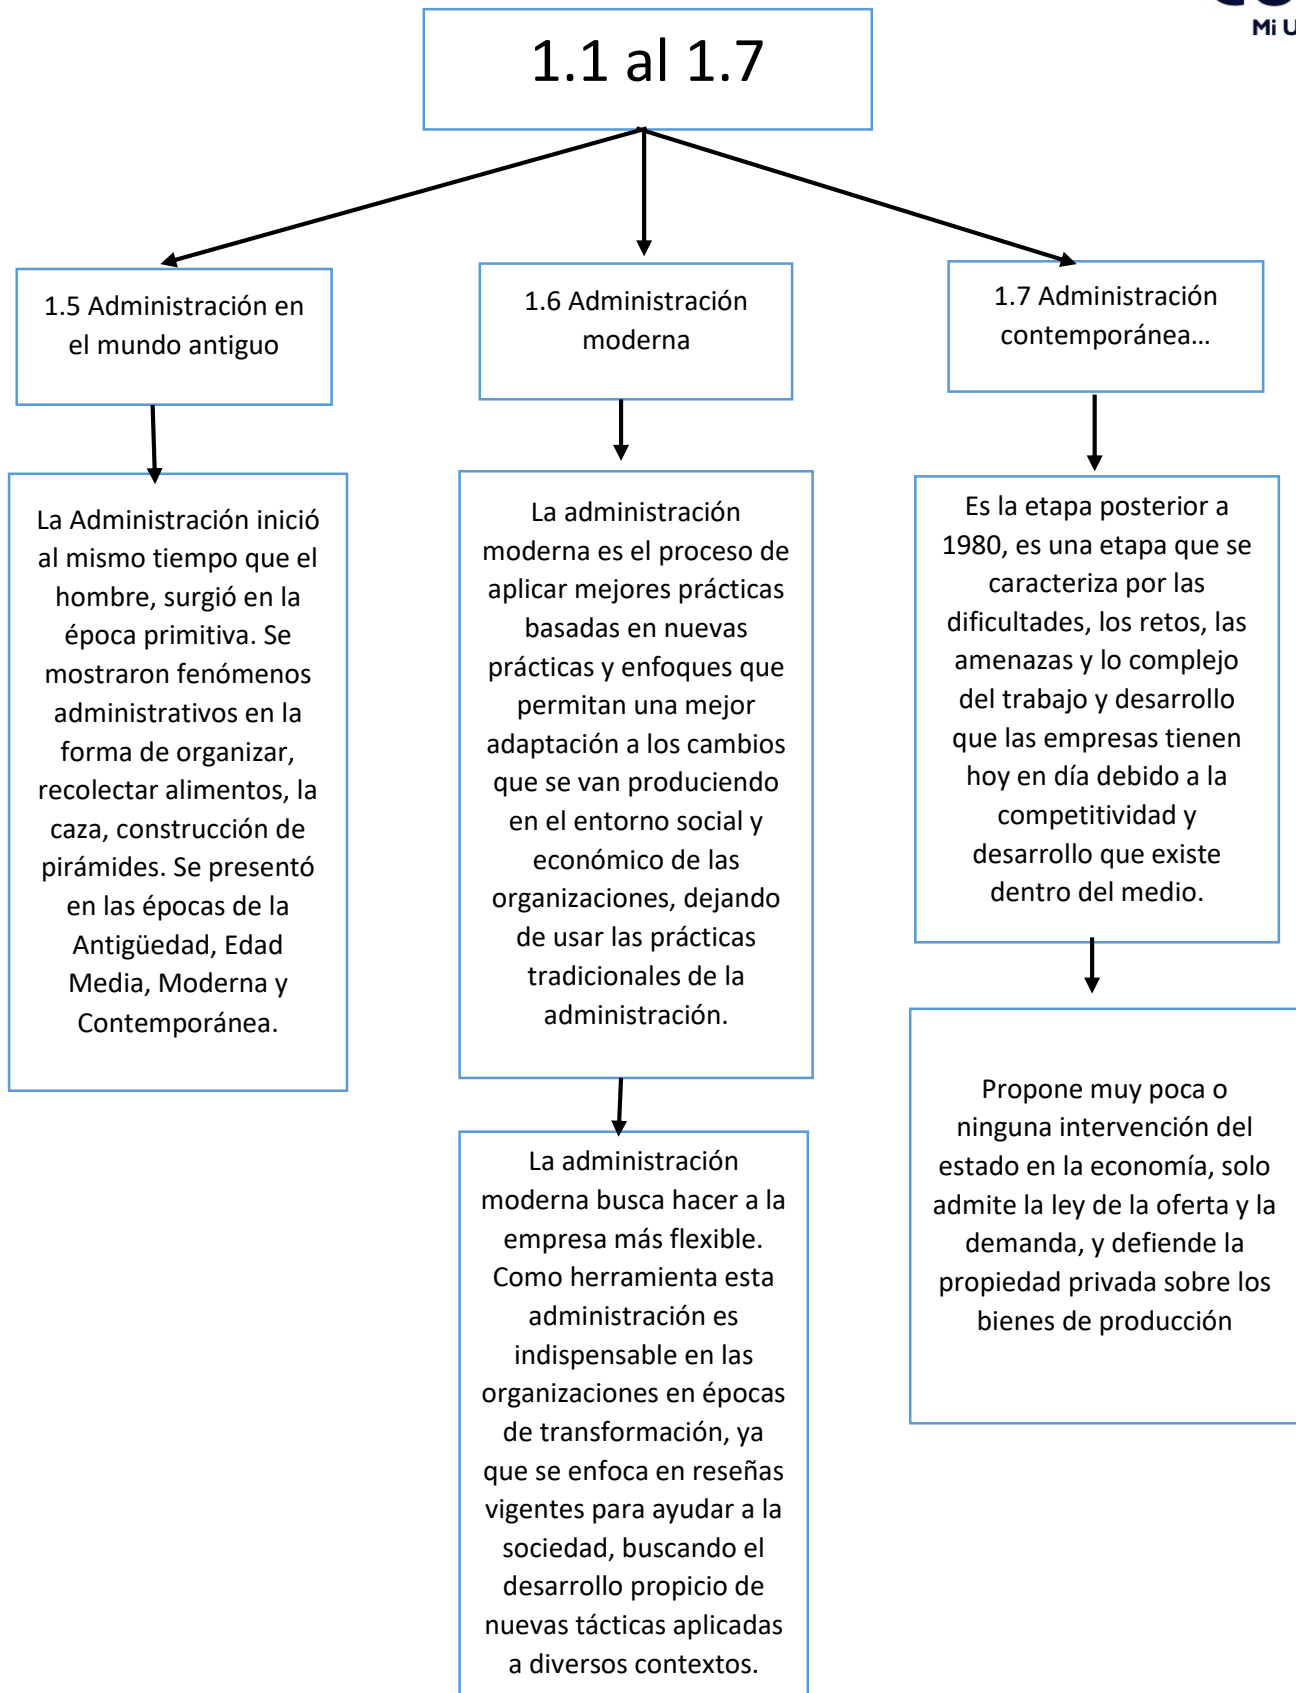 Mi U
1.1 al 1.7
1.5 Administración en
el mundo antiguo
1.6 Administración
moderna
1.7 Administración
contemporánea…
La Administración inició
al mismo tiempo que el
hombre, surgió en la
época primitiva. Se
mostraron fenómenos
administrativos en la
forma de organizar,
recolectar alimentos, la
caza, construcción de
pirámides. Se presentó
en las épocas de la
Antigüedad, Edad
Media, Moderna y
Contemporánea.
La administración
moderna es el proceso de
aplicar mejores prácticas
basadas en nuevas
prácticas y enfoques que
permitan una mejor
adaptación a los cambios
que se van produciendo
en el entorno social y
económico de las
organizaciones, dejando
de usar las prácticas
tradicionales de la
administración.
Es la etapa posterior a
1980, es una etapa que se
caracteriza por las
dificultades, los retos, las
amenazas y lo complejo
del trabajo y desarrollo
que las empresas tienen
hoy en día debido a la
competitividad y
desarrollo que existe
dentro del medio.
La administración
moderna busca hacer a la
empresa más flexible.
Como herramienta esta
administración es
indispensable en las
organizaciones en épocas
de transformación, ya
que se enfoca en reseñas
vigentes para ayudar a la
sociedad, buscando el
desarrollo propicio de
nuevas tácticas aplicadas
a diversos contextos.
Propone muy poca o
ninguna intervención del
estado en la economía, solo
admite la ley de la oferta y la
demanda, y defiende la
propiedad privada sobre los
bienes de producción